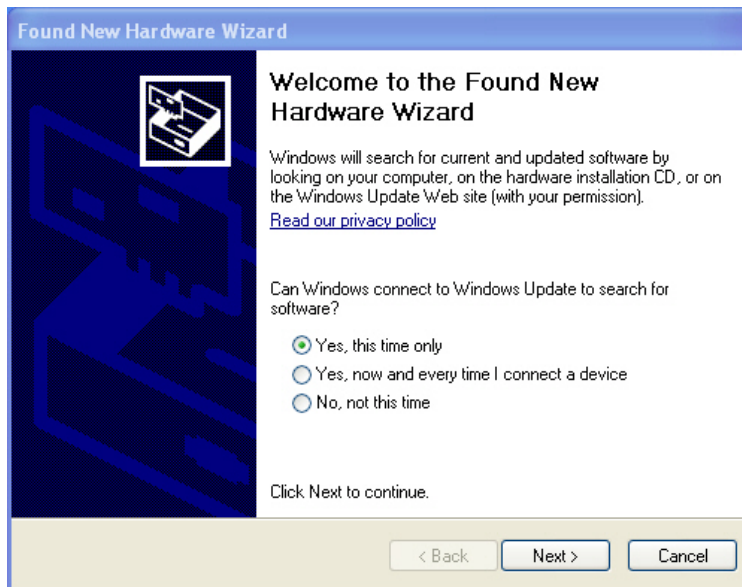 Found New Hardware Wizard
Welcome to the Found New
Hardware Wizard
Windows will search for current and updated software by
looking on your computer, on the hardware installation CD, or on
the Windows Update Web site (with your permission).
Read our privacy policy
Can Windows connect to Windows Update to search for
software?
Yes, this time only
Yes, now and every time I connect a device
No, not this time
Click Next to continue.
< Back Next > Cancel